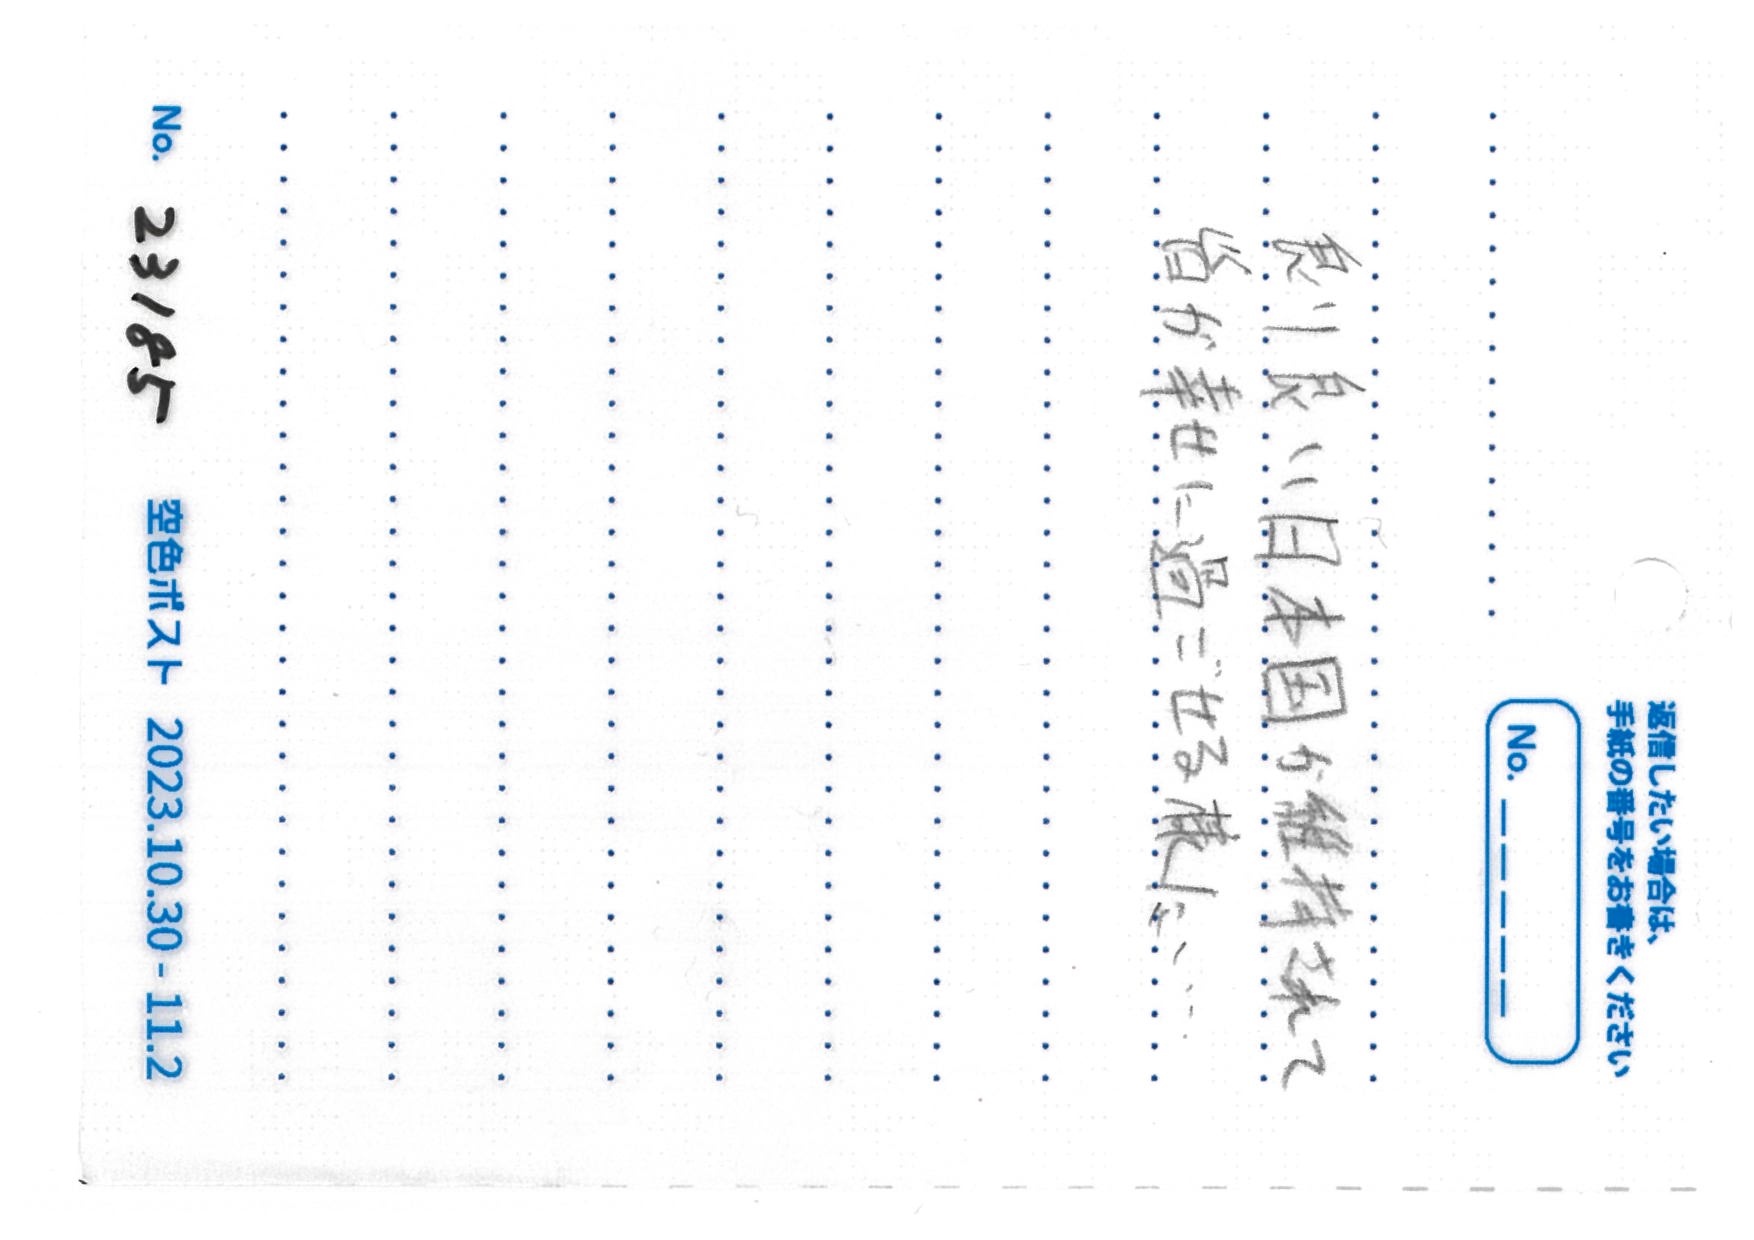 返信したい場合は、
手紙の番号をお書きください
No. _ _ _ _ _
良り良い日本国が維持されて
皆が幸せに過ごせる様に、…
No. 23185
空色ポスト 2023.10.30 - 11.2